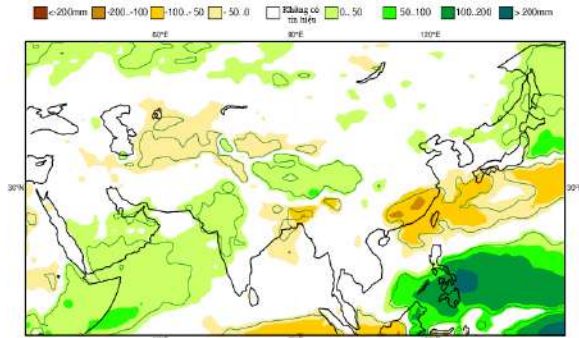 <-200mm -200..-100 -100..- 50 - 50..0 Không có tín hiệu 0.. 50 50..100 100..200 > 200mm
60°E 90°E 120°E
30°N 30°N